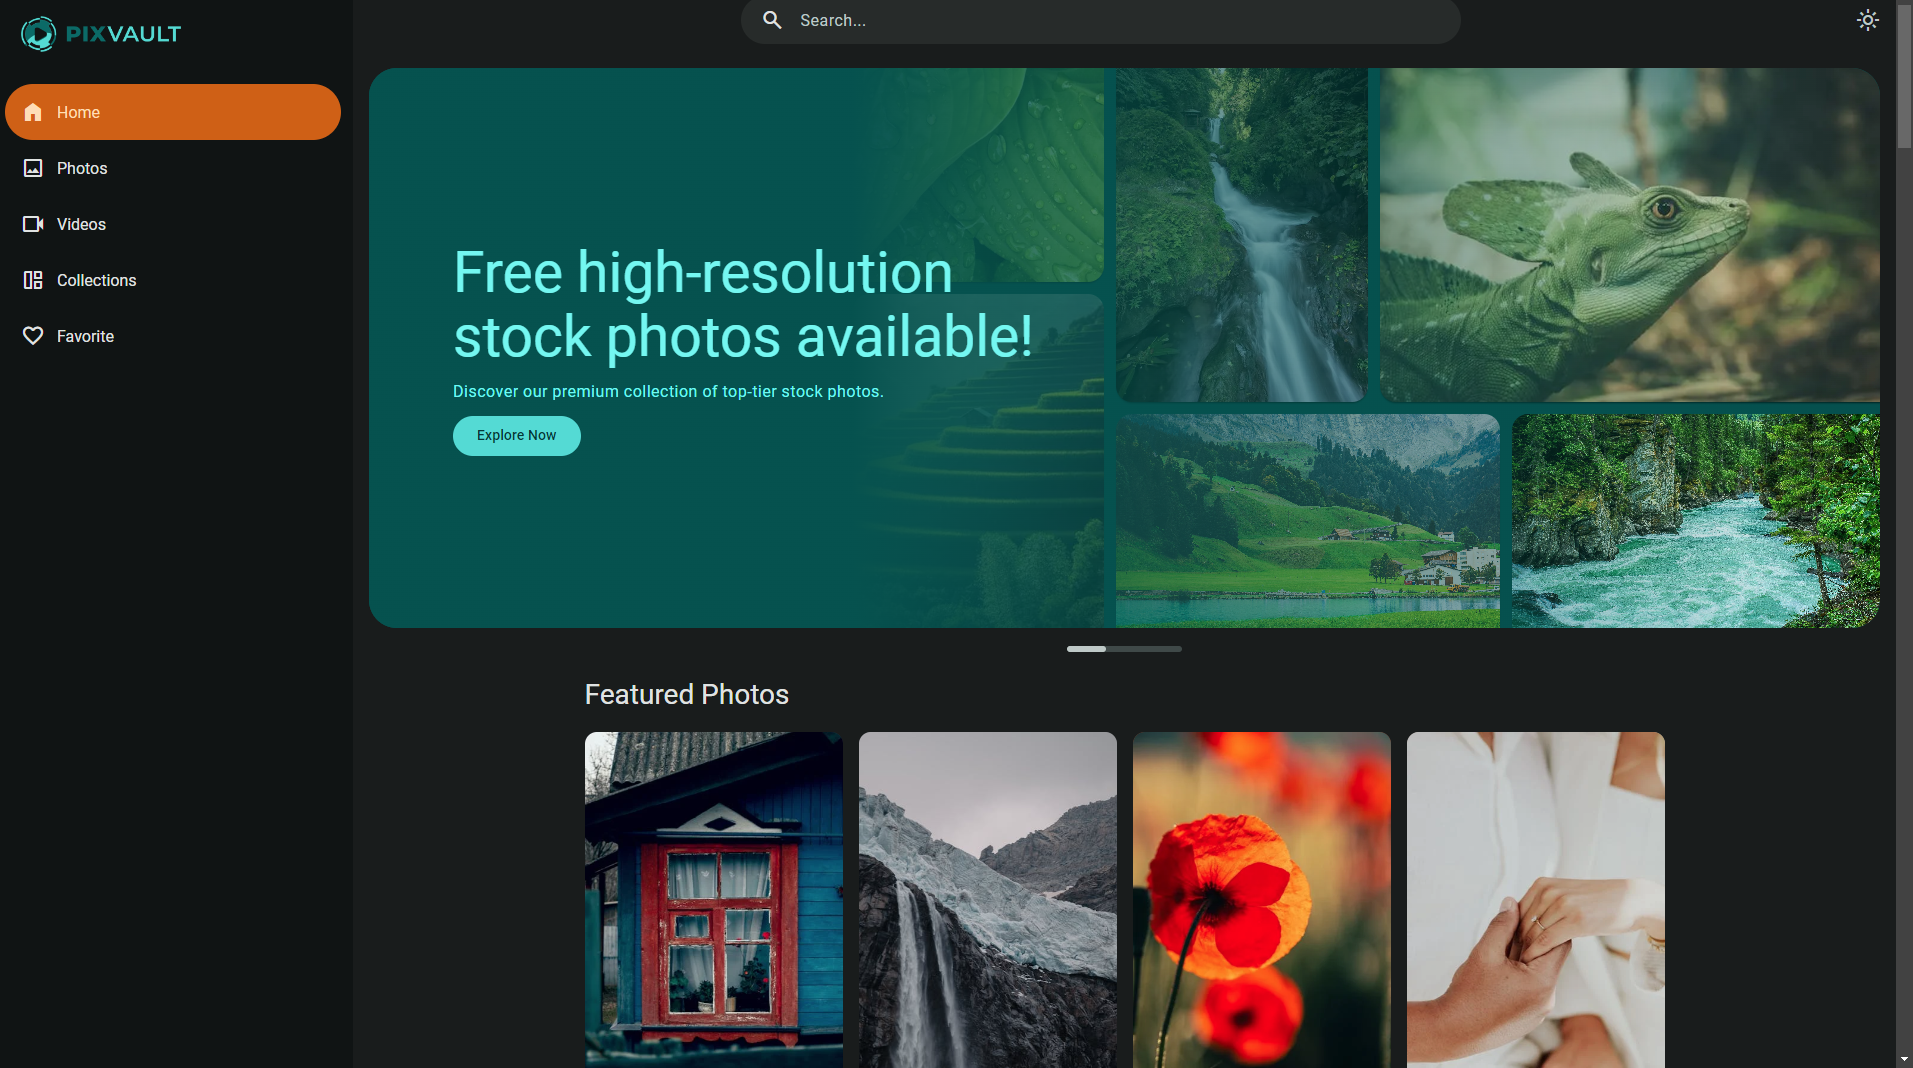 PIXVAULT
Search...
Home
Photos
Videos
Collections
Favorite
Free high-resolution
stock photos available!
Discover our premium collection of top-tier stock photos.
Explore Now
Featured Photos